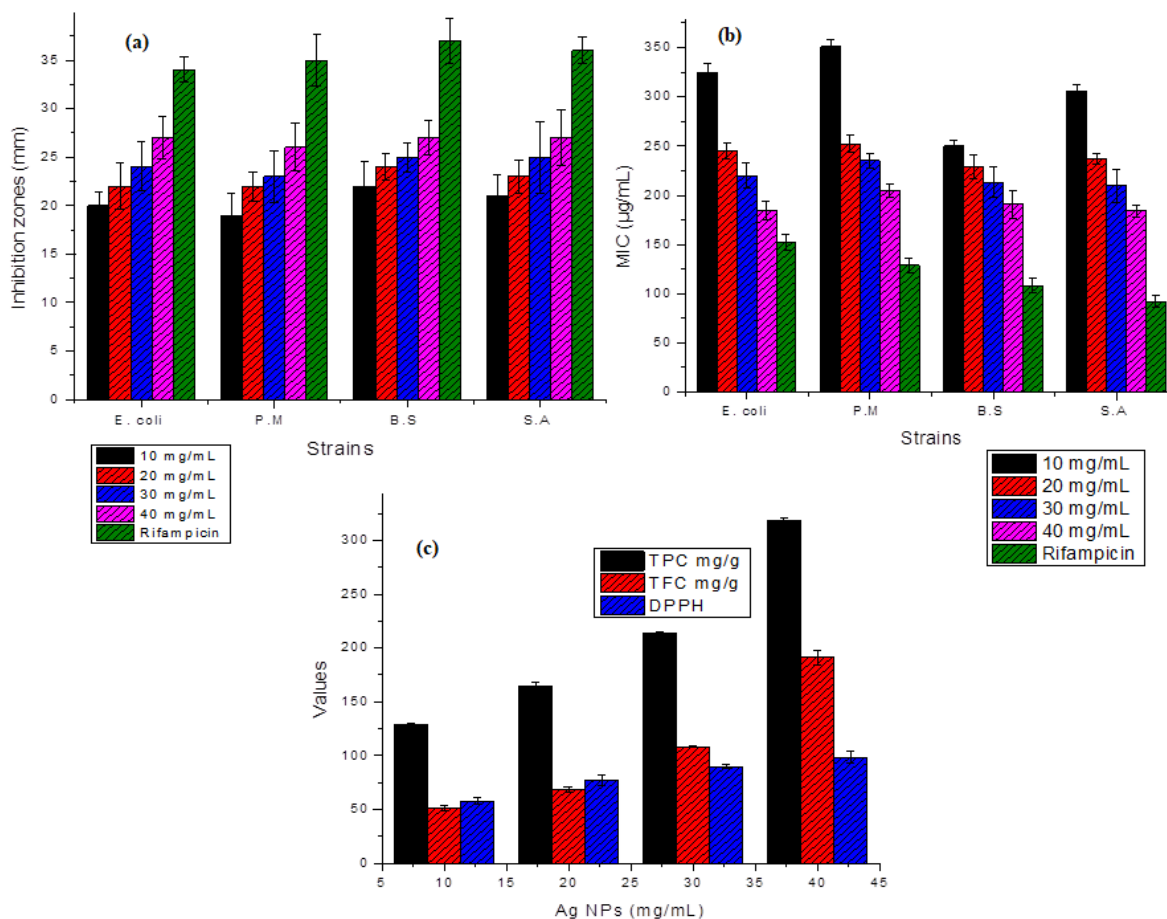 (a)
Inhibition zones (mm)
35
30
25
20
15
10
5
0
E. coli P.M B.S S.A
Strains
10 mg/mL
20 mg/mL
30 mg/mL
40 mg/mL
Rifampicin
(b)
MIC (µg/mL)
350
300
250
200
150
100
50
0
E. coli P.M B.S S.A
Strains
10 mg/mL
20 mg/mL
30 mg/mL
40 mg/mL
Rifampicin
(c)
Values
300
250
200
150
100
50
0
TPC mg/g
TFC mg/g
DPPH
5 10 15 20 25 30 35 40 45
Ag NPs (mg/mL)